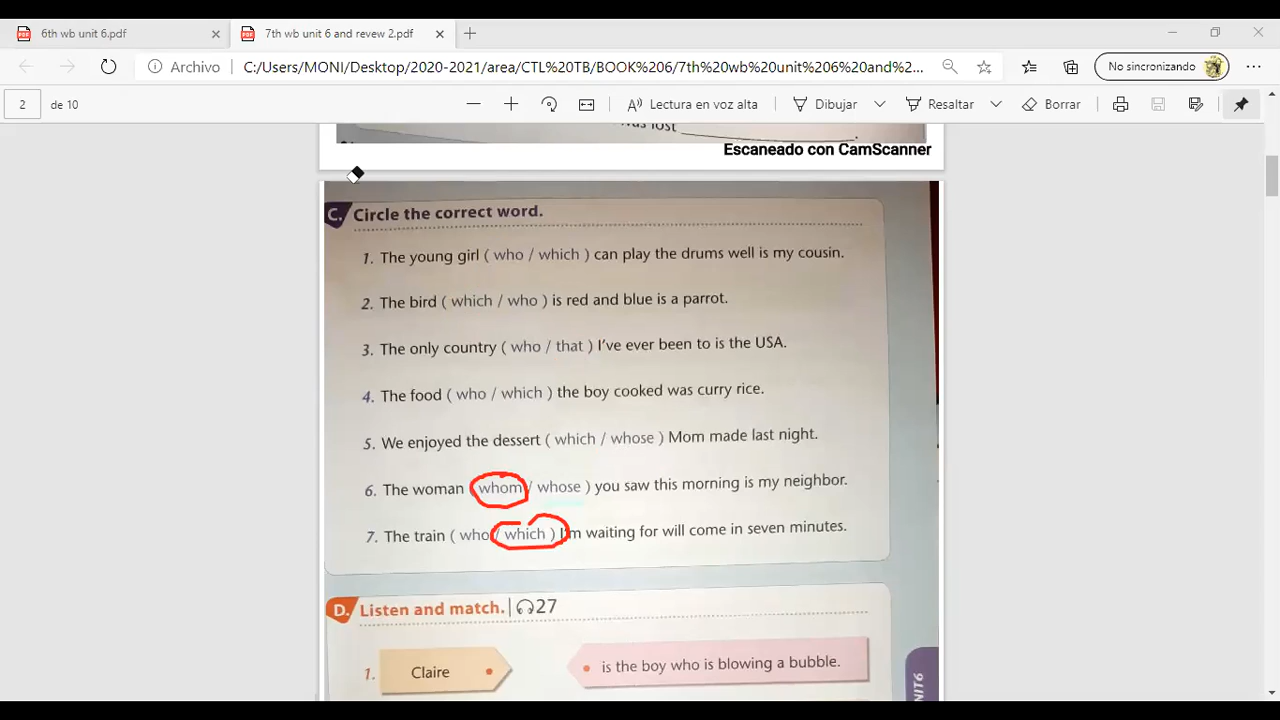 6th wb unit 6.pdf
7th wb unit 6 and revew 2.pdf
Archivo
C:/Users/MONI/Desktop/2020-2021/area/CTL%20TB/BOOK%206/7th%20wb%20unit%206%20and%2...
No sincronizando
2
de 10
Lectura en voz alta
Dibujar
Resaltar
Borrar
was lost
Escaneado con CamScanner
C. Circle the correct word.
1. The young girl ( who / which ) can play the drums well is my cousin.
2. The bird ( which / who ) is red and blue is a parrot.
3. The only country ( who / that ) I've ever been to is the USA.
4. The food ( who / which ) the boy cooked was curry rice.
5. We enjoyed the dessert ( which / whose ) Mom made last night.
6. The woman ( whom / whose ) you saw this morning is my neighbor.
7. The train ( who / which ) I'm waiting for will come in seven minutes.
D. Listen and match. 27
1. Claire
is the boy who is blowing a bubble.
UNIT6